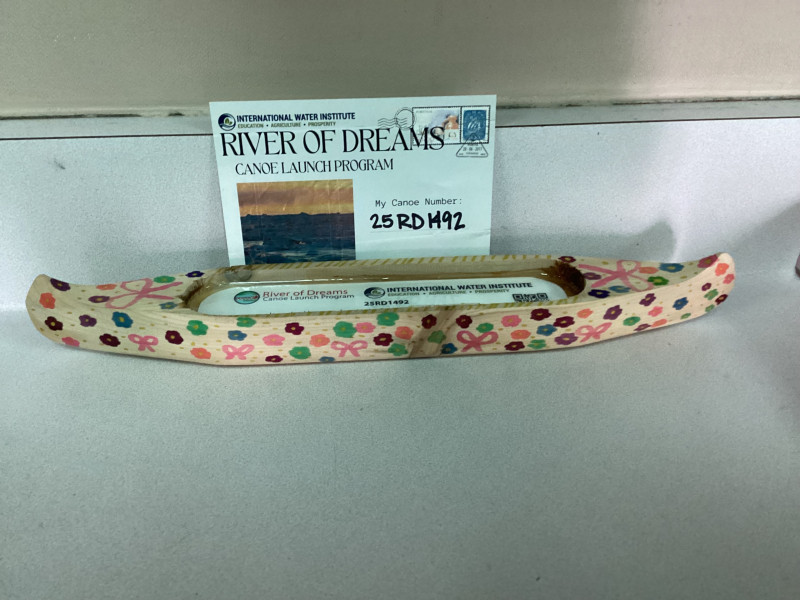 INTERNATIONAL WATER INSTITUTE
EDUCATION • AGRICULTURE • PROSPERITY
RIVER OF DREAMS
CANOE LAUNCH PROGRAM
My Canoe Number:
25RD1492
River of Dreams
Canoe Launch Program
INTERNATIONAL WATER INSTITUTE
EDUCATION • AGRICULTURE • PROSPERITY
25RD1492